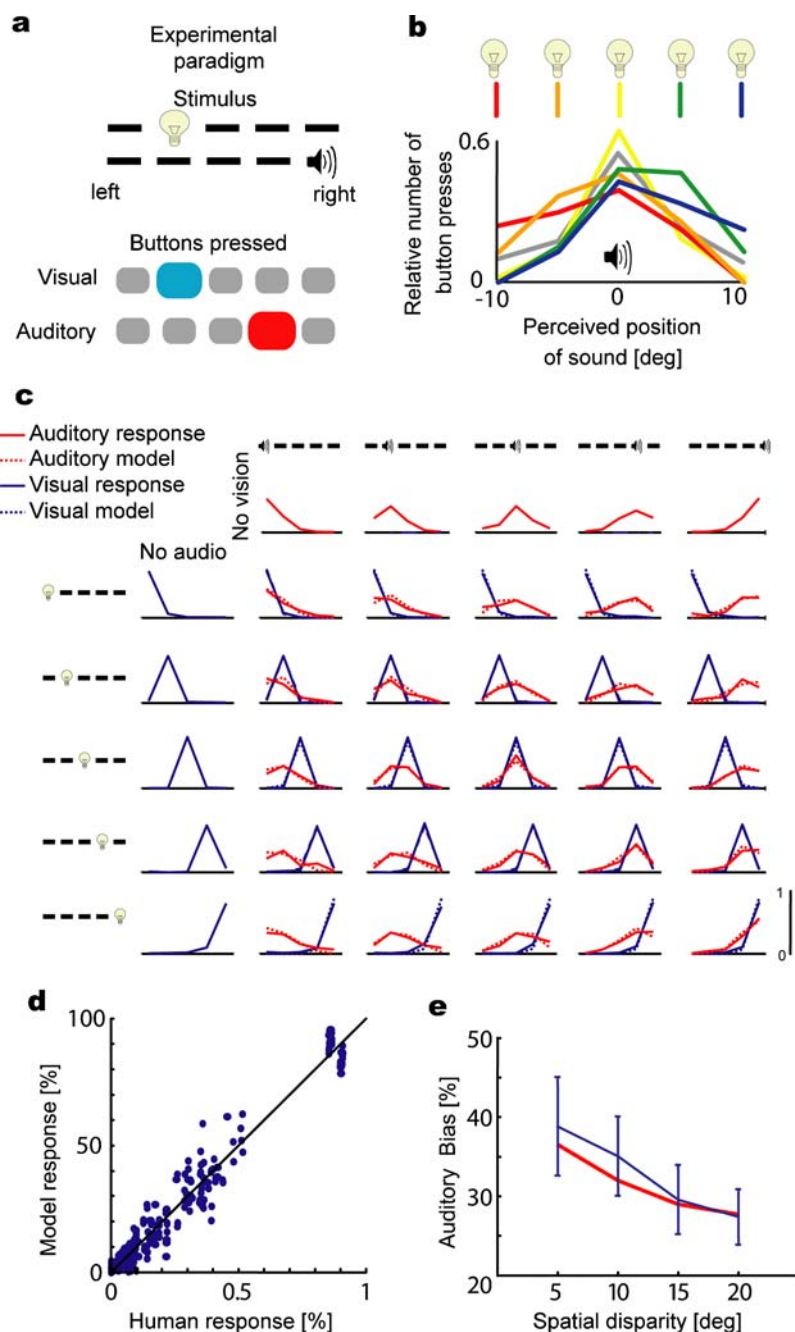 a
Experimental
paradigm
Stimulus
left
right
Buttons pressed
Visual
Auditory
b
Relative number of
button presses
0.6
0
-10
0
10
Perceived position
of sound [deg]
c
Auditory response
Auditory model
Visual response
Visual model
No vision
No audio
1
0
d
Model response [%]
100
50
0
0
0.5
1
Human response [%]
e
Auditory Bias [%]
50
40
30
20
5
10
15
20
Spatial disparity [deg]